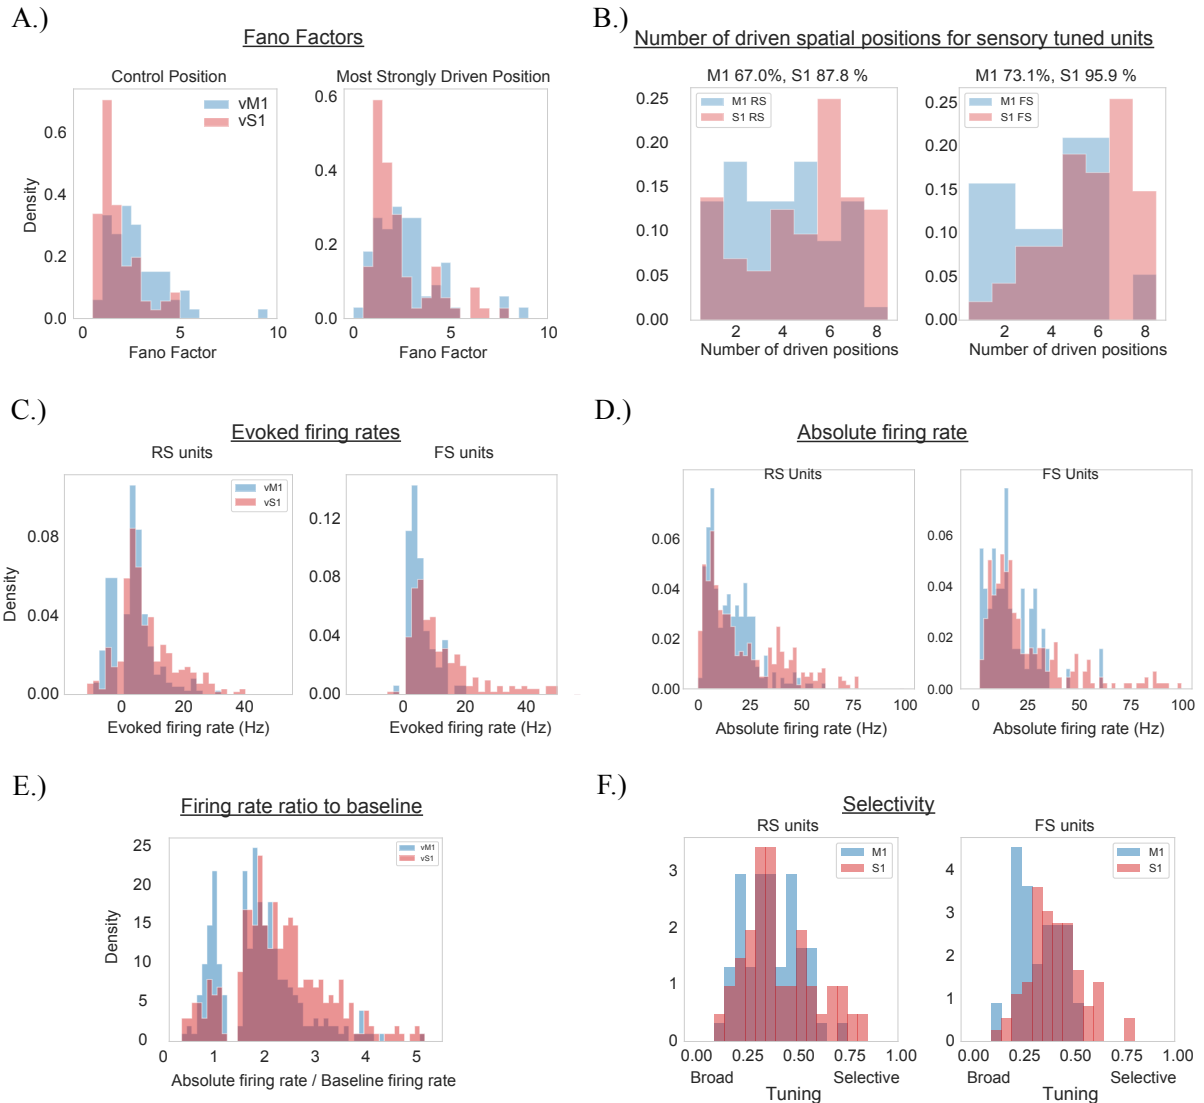 A.)
Fano Factors
Control Position
Most Strongly Driven Position
vM1
vS1
Density
0.6
0.4
0.2
0.0
0
5
10
Fano Factor
0.6
0.4
0.2
0.0
0
5
10
Fano Factor
B.)
Number of driven spatial positions for sensory tuned units
M1 67.0%, S1 87.8 %
M1 73.1%, S1 95.9 %
M1 RS
S1 RS
0.25
0.20
0.15
0.10
0.05
0.00
2
4
6
8
Number of driven positions
M1 FS
S1 FS
0.25
0.20
0.15
0.10
0.05
0.00
2
4
6
8
Number of driven positions
C.)
Evoked firing rates
RS units
FS units
vM1
vS1
Density
0.08
0.04
0.00
0
20
40
Evoked firing rate (Hz)
0.12
0.08
0.04
0.00
0
20
40
Evoked firing rate (Hz)
D.)
Absolute firing rate
RS Units
FS Units
0.08
0.06
0.04
0.02
0.00
0
25
50
75
100
Absolute firing rate (Hz)
0.06
0.04
0.02
0.00
0
25
50
75
100
Absolute firing rate (Hz)
E.)
Firing rate ratio to baseline
vM1
vS1
Density
25
20
15
10
5
0
0
1
2
3
4
5
Absolute firing rate / Baseline firing rate
F.)
Selectivity
RS units
FS units
M1
S1
3
2
1
0
0.00
0.25
0.50
0.75
1.00
Broad
Selective
Tuning
M1
S1
4
3
2
1
0
0.00
0.25
0.50
0.75
1.00
Broad
Selective
Tuning